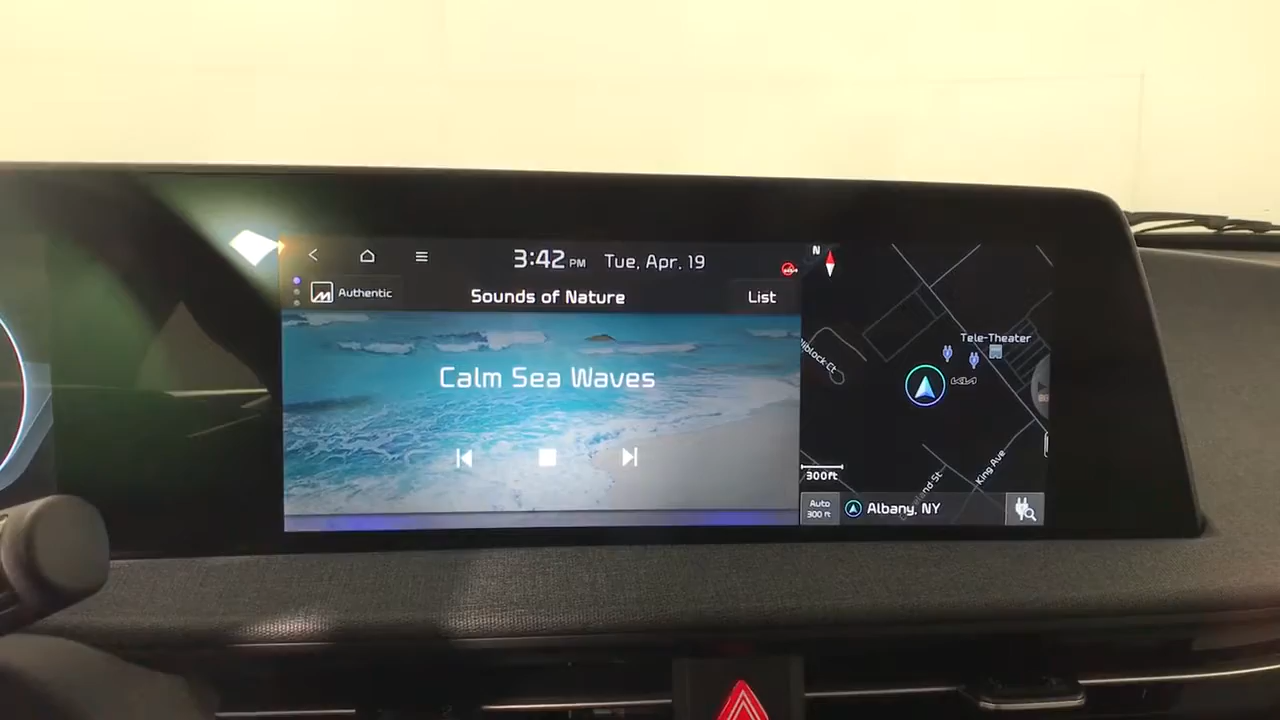 3:42 PM Tue, Apr. 19
Authentic
Sounds of Nature
List
Calm Sea Waves
N
Tele-Theater
KIA
King Ave
300ft
Auto
300 ft
Albany, NY